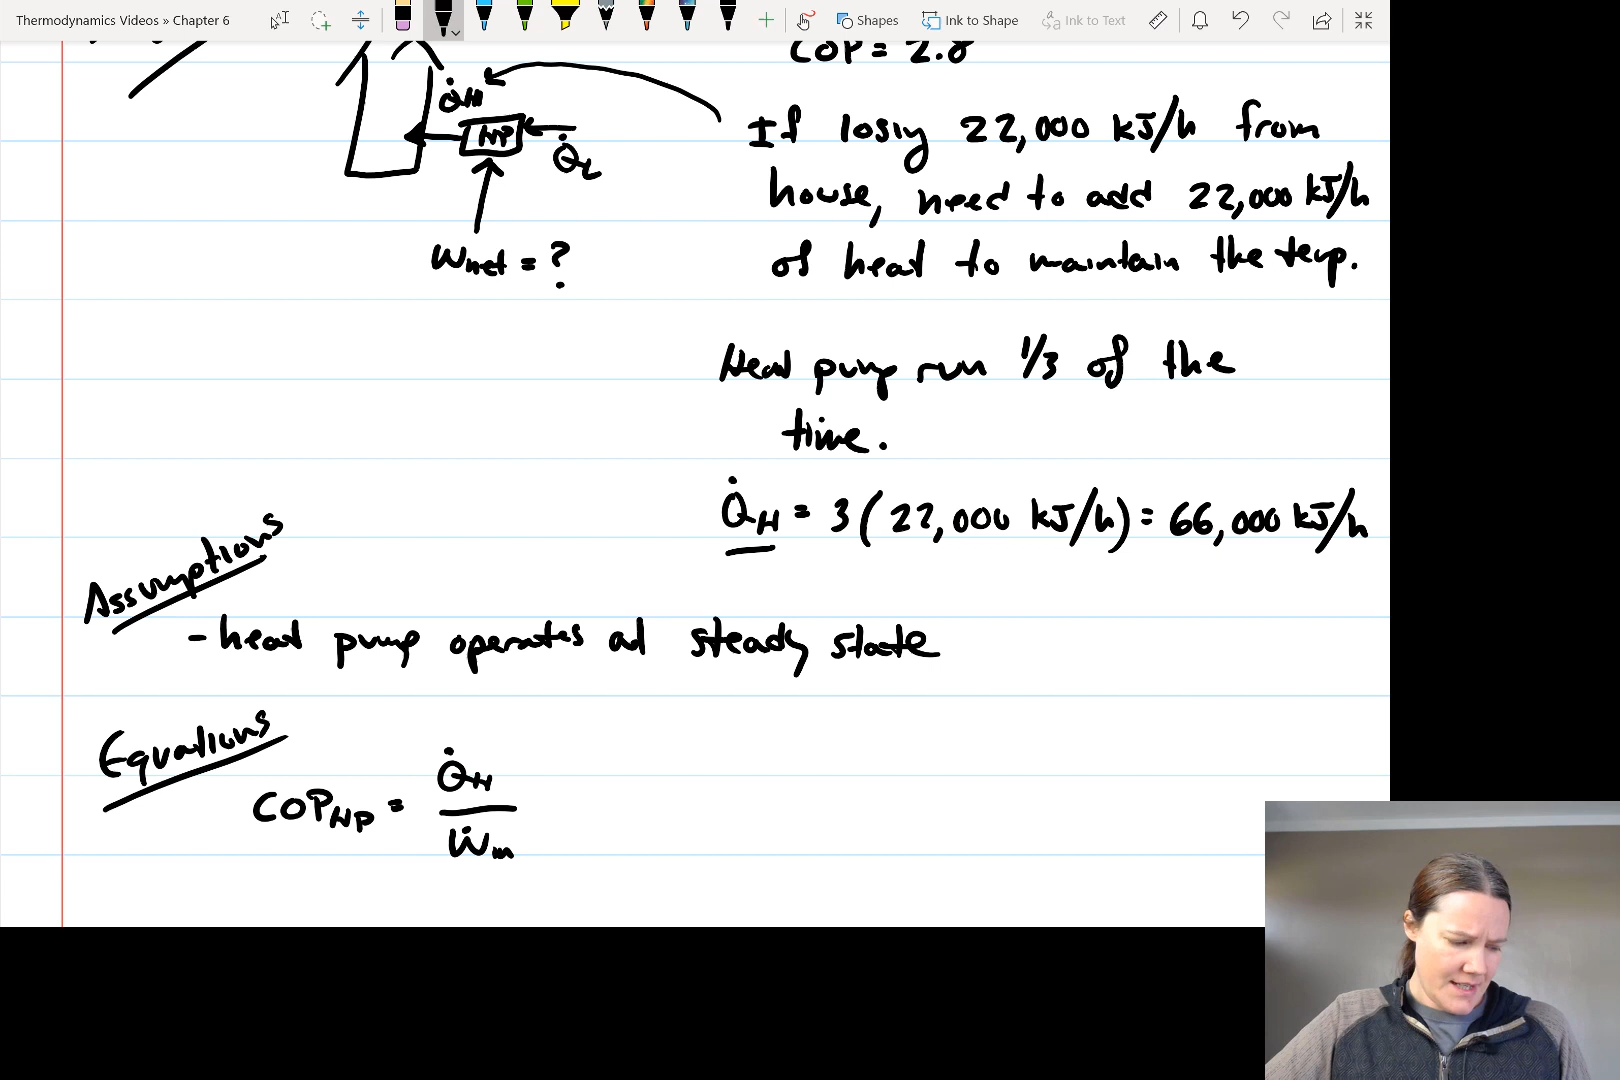 Thermodynamics Videos » Chapter 6
Shapes
Ink to Shape
Ink to Text
COP = 2.8
Q̇H
HP
Q̇L
Wnet = ?
If losiy 22,000 kJ/h from
house, need to add 22,000 kJ/h
of heat to maintain the temp.
Heat pump run 1/3 of the
time.
Q̇H = 3 (22,000 kJ/h) = 66,000 kJ/h
Assumptions
- heat pump operates at steady state
Equations
COPHP = Q̇H
Ẇin